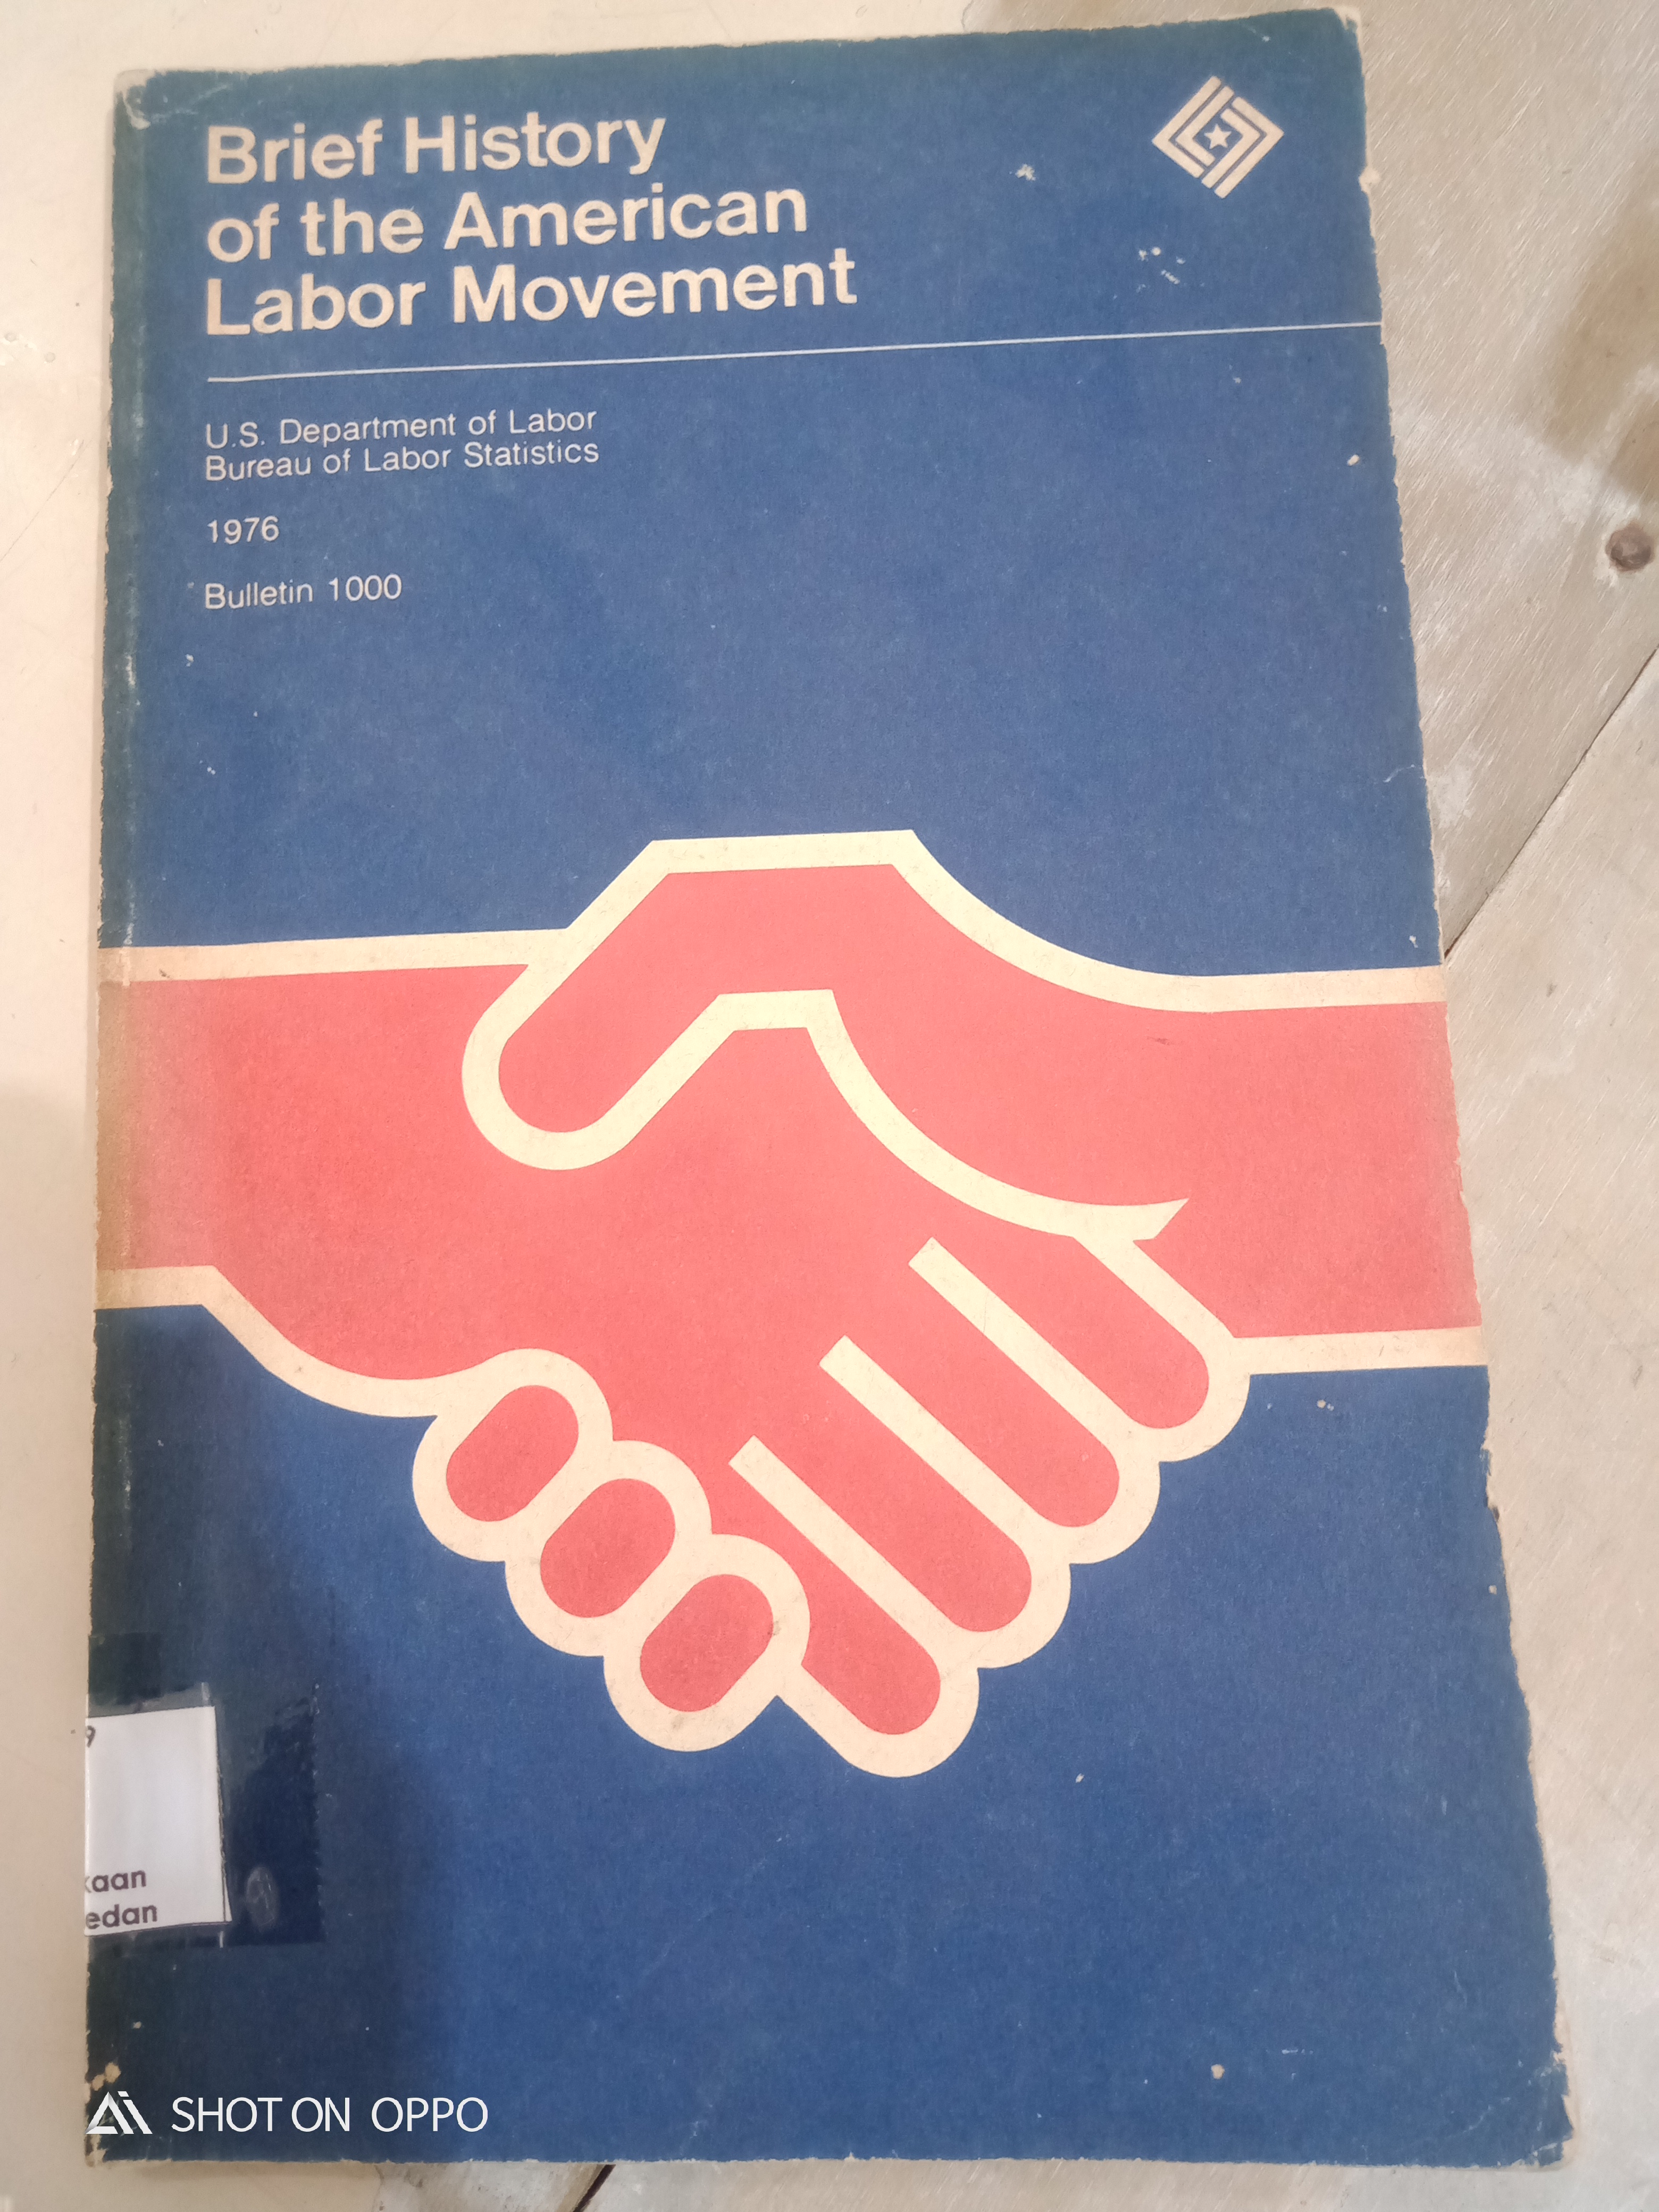 Brief History
of the American
Labor Movement
U.S. Department of Labor
Bureau of Labor Statistics
1976
Bulletin 1000
9
kaan
edan
SHOT ON OPPO